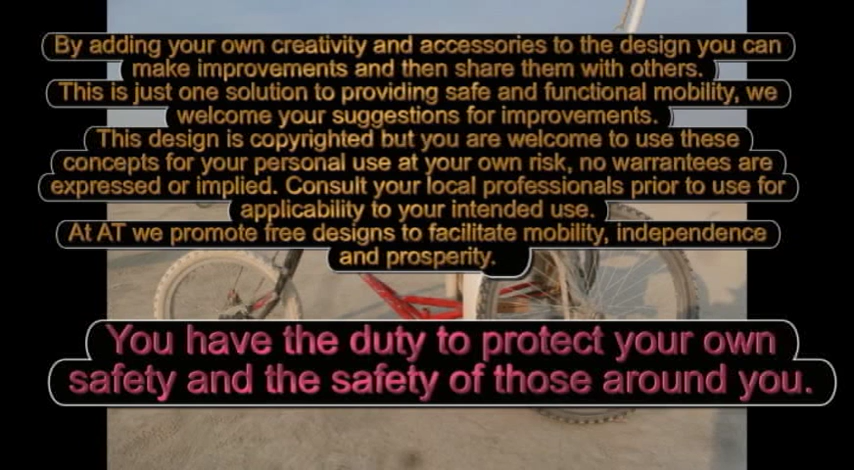 By adding your own creativity and accessories to the design you can
make improvements and then share them with others.
This is just one solution to providing safe and functional mobility, we
welcome your suggestions for improvements.
This design is copyrighted but you are welcome to use these
concepts for your personal use at your own risk, no warrantees are
expressed or implied. Consult your local professionals prior to use for
applicability to your intended use.
At AT we promote free designs to facilitate mobility, independence
and prosperity.
You have the duty to protect your own
safety and the safety of those around you.